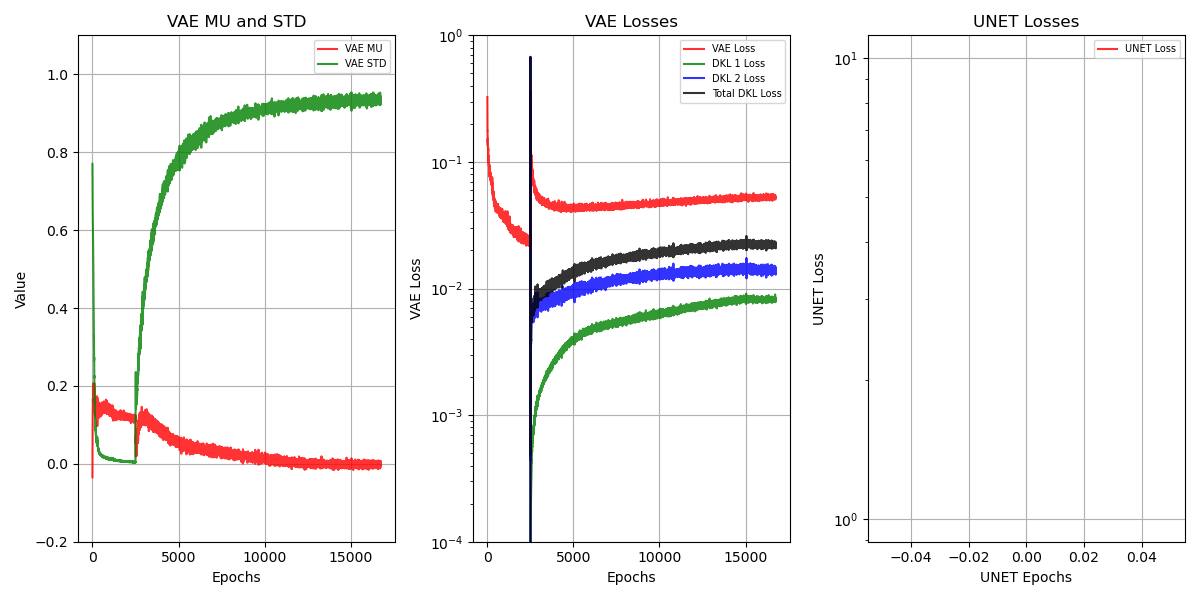 VAE MU and STD
VAE MU
VAE STD
1.0
0.8
0.6
0.4
0.2
0.0
−0.2
Value
0
5000
10000
15000
Epochs
VAE Losses
VAE Loss
DKL 1 Loss
DKL 2 Loss
Total DKL Loss
10⁰
10⁻¹
10⁻²
10⁻³
10⁻⁴
VAE Loss
0
5000
10000
15000
Epochs
UNET Losses
UNET Loss
10¹
10⁰
UNET Loss
−0.04
−0.02
0.00
0.02
0.04
UNET Epochs